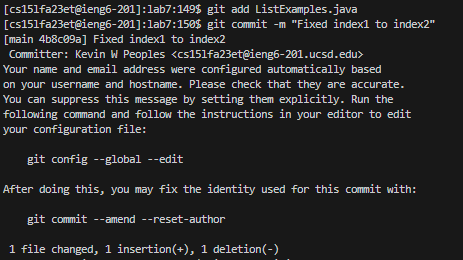 [cs15lfa23et@ieng6-201]:lab7:149$ git add ListExamples.java
[cs15lfa23et@ieng6-201]:lab7:150$ git commit -m "Fixed index1 to index2"
[main 4b8c09a] Fixed index1 to index2
 Committer: Kevin W Peoples <cs15lfa23et@ieng6-201.ucsd.edu>
Your name and email address were configured automatically based
on your username and hostname. Please check that they are accurate.
You can suppress this message by setting them explicitly. Run the
following command and follow the instructions in your editor to edit
your configuration file:

    git config --global --edit

After doing this, you may fix the identity used for this commit with:

    git commit --amend --reset-author

 1 file changed, 1 insertion(+), 1 deletion(-)